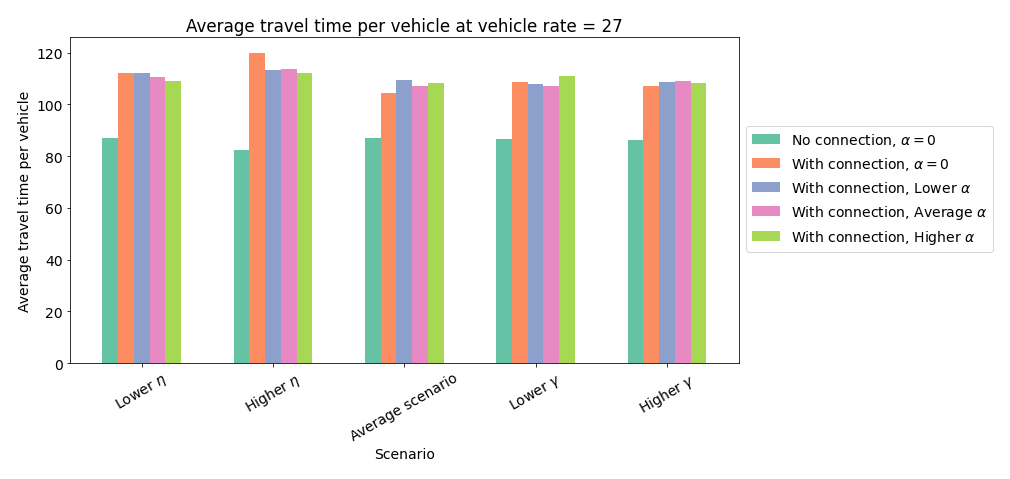 Average travel time per vehicle at vehicle rate = 27
Average travel time per vehicle
120
100
80
60
40
20
0
Lower η
Higher η
Average scenario
Lower γ
Higher γ
Scenario
No connection, α = 0
With connection, α = 0
With connection, Lower α
With connection, Average α
With connection, Higher α